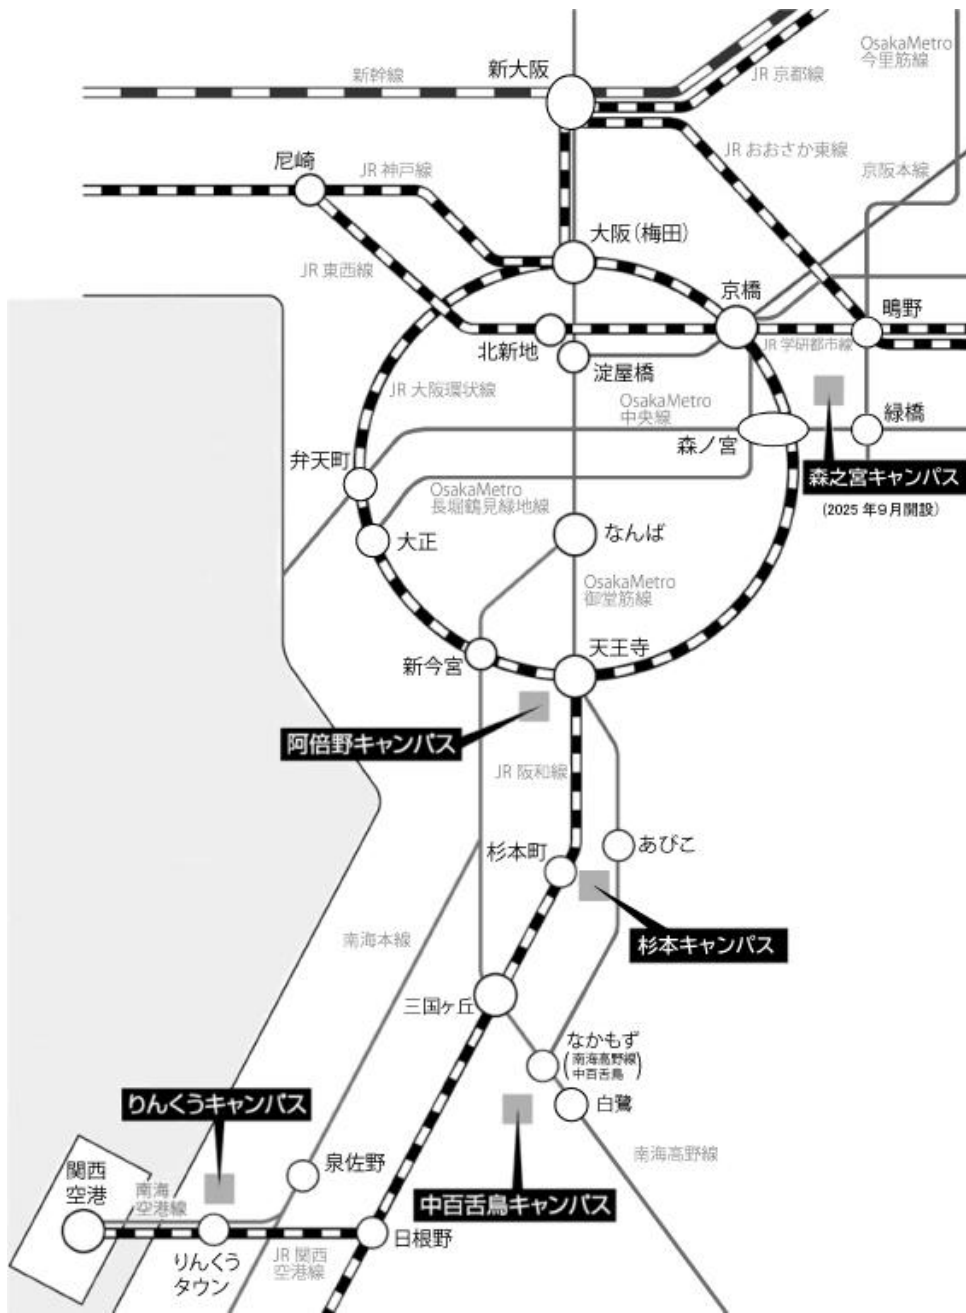 OsakaMetro
今里筋線
新大阪
新幹線
JR 京都線
尼崎
JR 神戸線
JR おおさか東線
京阪本線
大阪(梅田)
JR 東西線
京橋
鴫野
北新地
JR 学研都市線
淀屋橋
JR 大阪環状線
OsakaMetro
中央線
緑橋
森ノ宮
弁天町
森之宮キャンパス
(2025 年9月開設)
OsakaMetro
長堀鶴見緑地線
大正
なんば
OsakaMetro
御堂筋線
天王寺
新今宮
阿倍野キャンパス
JR 阪和線
あびこ
杉本町
南海本線
杉本キャンパス
三国ヶ丘
なかもず
(南海高野線
中百舌鳥)
りんくうキャンパス
白鷺
南海高野線
関西
空港
泉佐野
南海
空港線
中百舌鳥キャンパス
日根野
りんくう
タウン
JR 関西
空港線